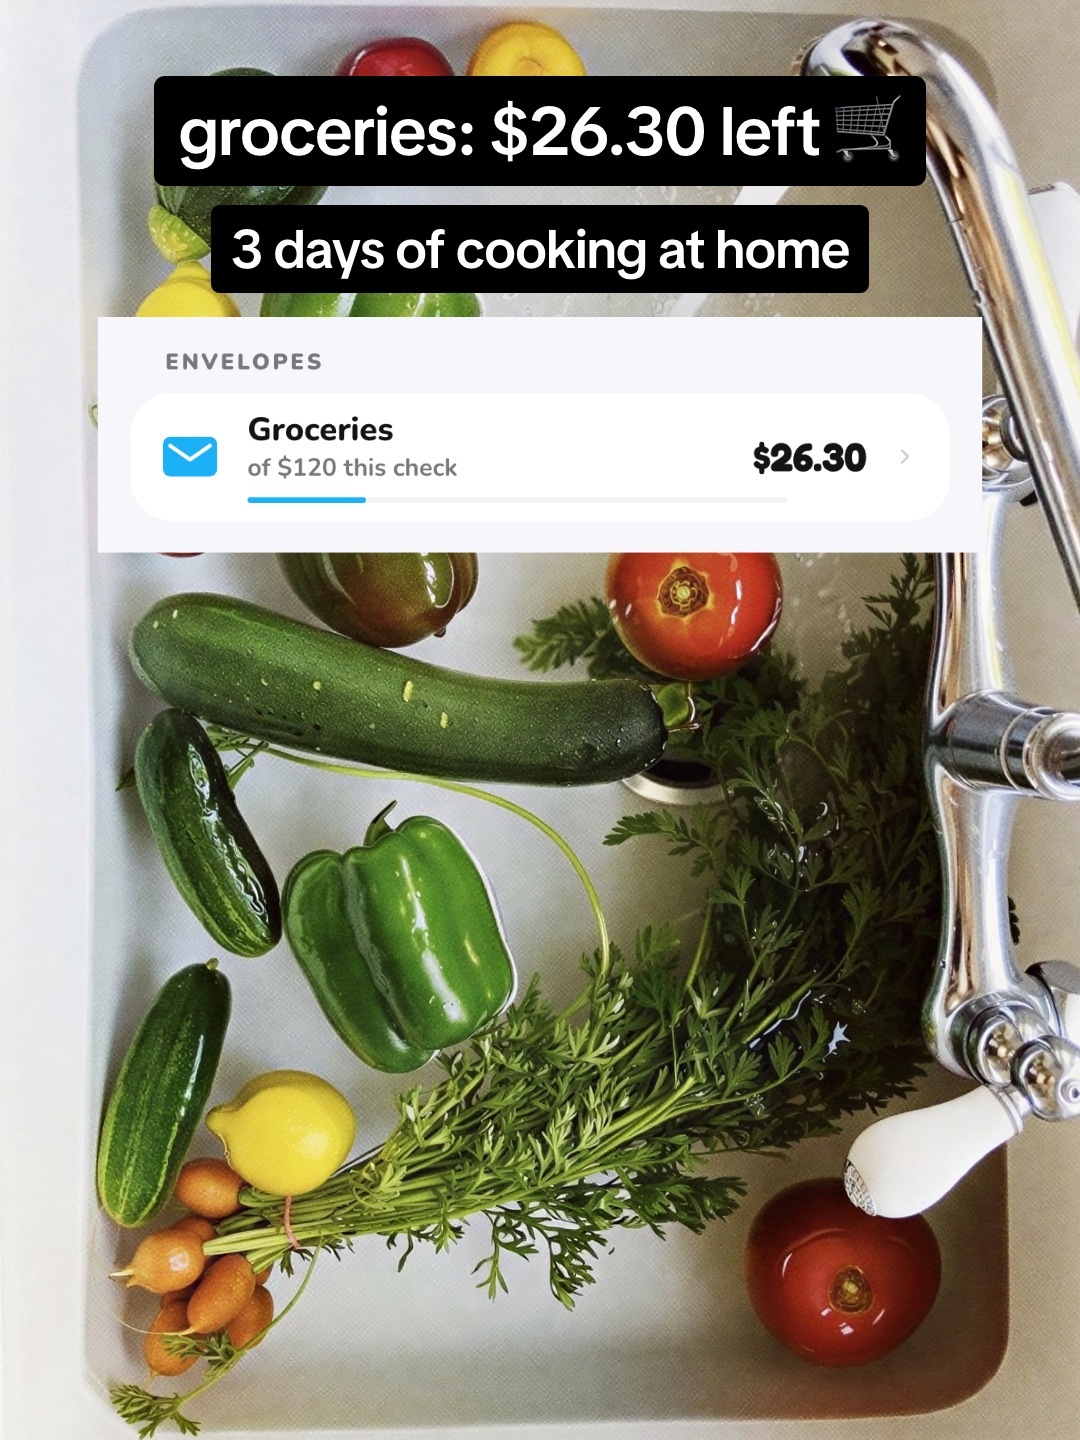 groceries: $26.30 left 🛒
3 days of cooking at home
ENVELOPES
Groceries
of $120 this check
$26.30